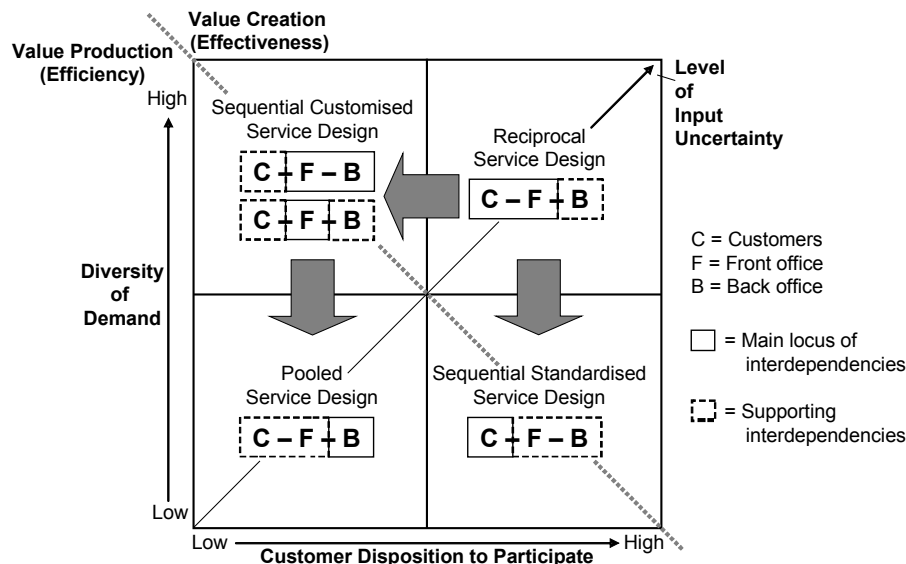 Value Creation
(Effectiveness)
Value Production
(Efficiency)
High
Level
of
Input
Uncertainty
Sequential Customised
Service Design
C – F – B
C – F – B
Reciprocal
Service Design
C – F – B
Diversity
of
Demand
C = Customers
F = Front office
B = Back office
= Main locus of
interdependencies
= Supporting
interdependencies
Pooled
Service Design
C – F – B
Sequential Standardised
Service Design
C – F – B
Low
Low
High
Customer Disposition to Participate